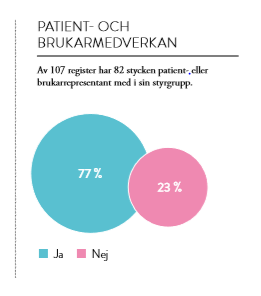 PATIENT- OCH
BRUKARMEDVERKAN
Av 107 register har 82 stycken patient-,eller
brukarrepresentant med i sin styrgrupp.
77 %
23 %
Ja
Nej